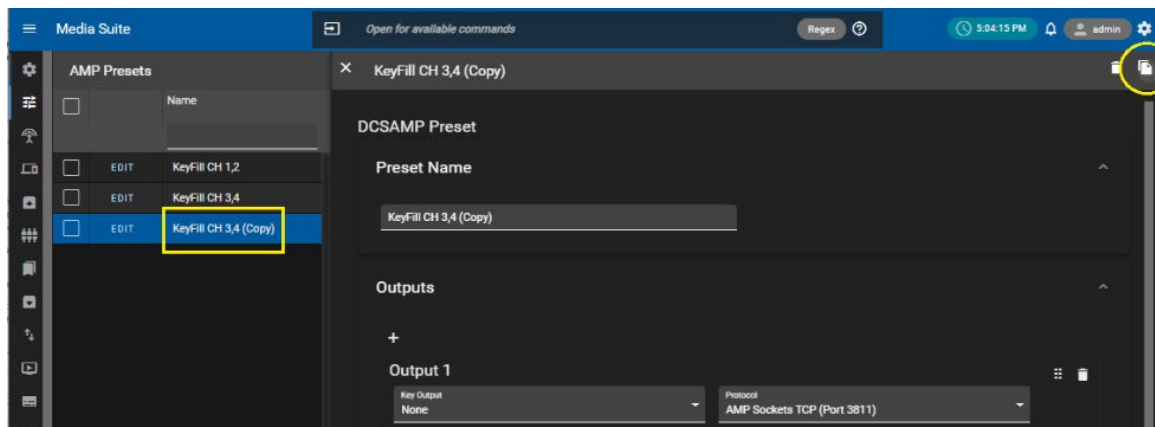 Media Suite
Open for available commands
Regex
5:04:15 PM
admin
AMP Presets
KeyFill CH 3,4 (Copy)
Name
DCSAMP Preset
Preset Name
EDIT KeyFill CH 1,2
EDIT KeyFill CH 3,4
KeyFill CH 3,4 (Copy)
EDIT KeyFill CH 3,4 (Copy)
Outputs
Output 1
Key Output
None
Protocol
AMP Sockets TCP (Port 3811)